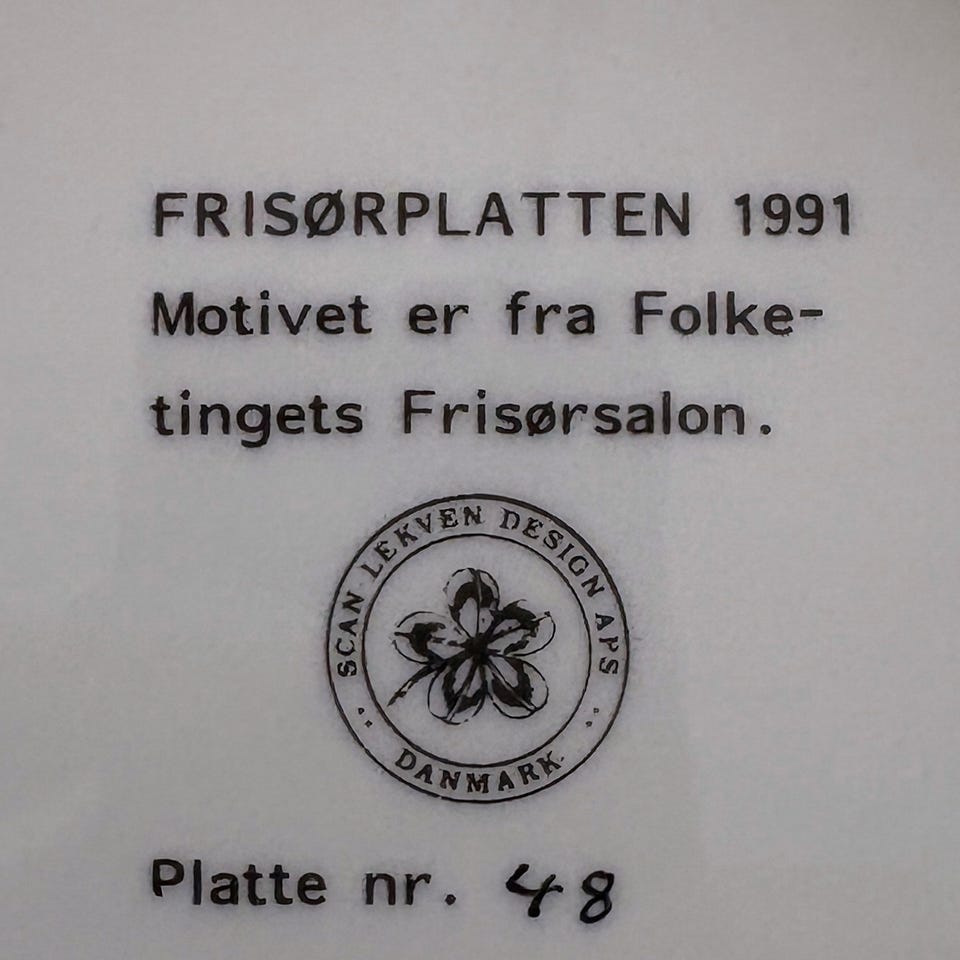 FRISØRPLATTEN 1991
Motivet er fra Folke-
tingets Frisørsalon.
SCAN LEKVEN DESIGN APS
DANMARK
Platte nr. 48